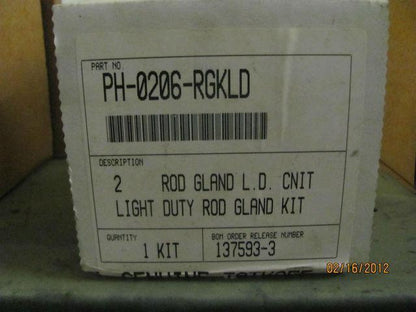 PART NO.
PH-0206-RGKLD
DESCRIPTION
2 ROD GLAND L.D. CNIT
LIGHT DUTY ROD GLAND KIT
QUANTITY
1 KIT
BOM ORDER RELEASE NUMBER
137593-3
GENUINE
02/16/2012